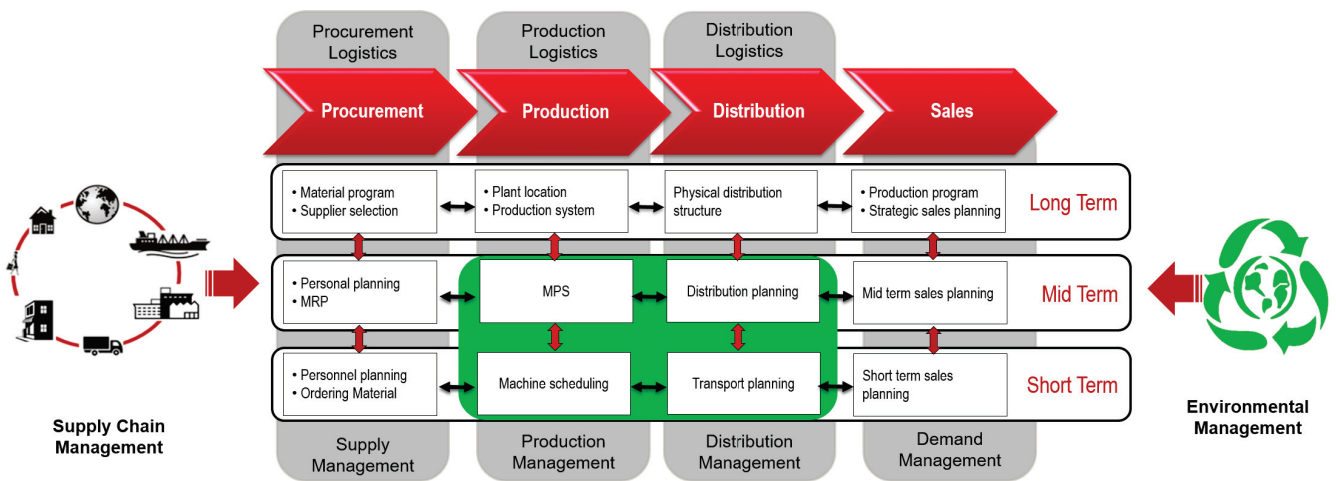 Procurement
Logistics
Production
Logistics
Distribution
Logistics
Procurement
Production
Distribution
Sales
• Material program
• Supplier selection
• Plant location
• Production system
Physical distribution
structure
• Production program
• Strategic sales planning
Long Term
• Personal planning
• MRP
MPS
Distribution planning
Mid term sales planning
Mid Term
• Personnel planning
• Ordering Material
Machine scheduling
Transport planning
Short term sales
planning
Short Term
Supply Chain
Management
Environmental
Management
Supply
Management
Production
Management
Distribution
Management
Demand
Management